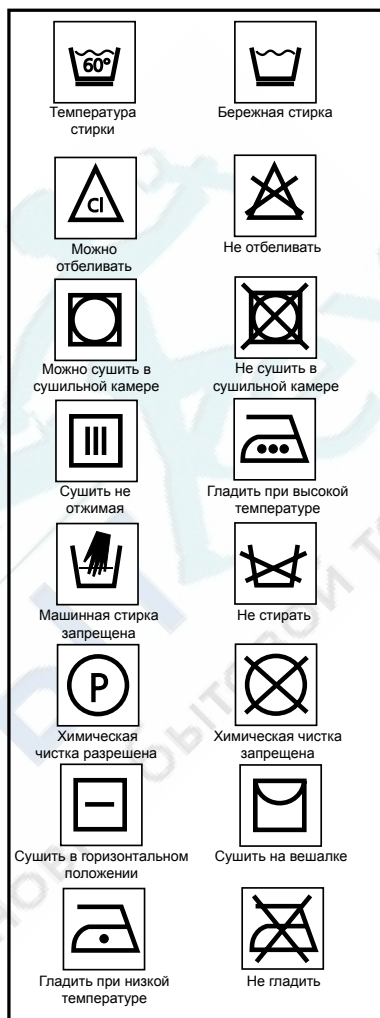 60°
Температура
стирки
Бережная стирка
Cl
Можно
отбеливать
Не отбеливать
Можно сушить в
сушильной камере
Не сушить в
сушильной камере
Сушить не
отжимая
Гладить при высокой
температуре
Машинная стирка
запрещена
Не стирать
P
Химическая
чистка разрешена
Химическая чистка
запрещена
Сушить в горизонтальном
положении
Сушить на вешалке
Гладить при низкой
температуре
Не гладить